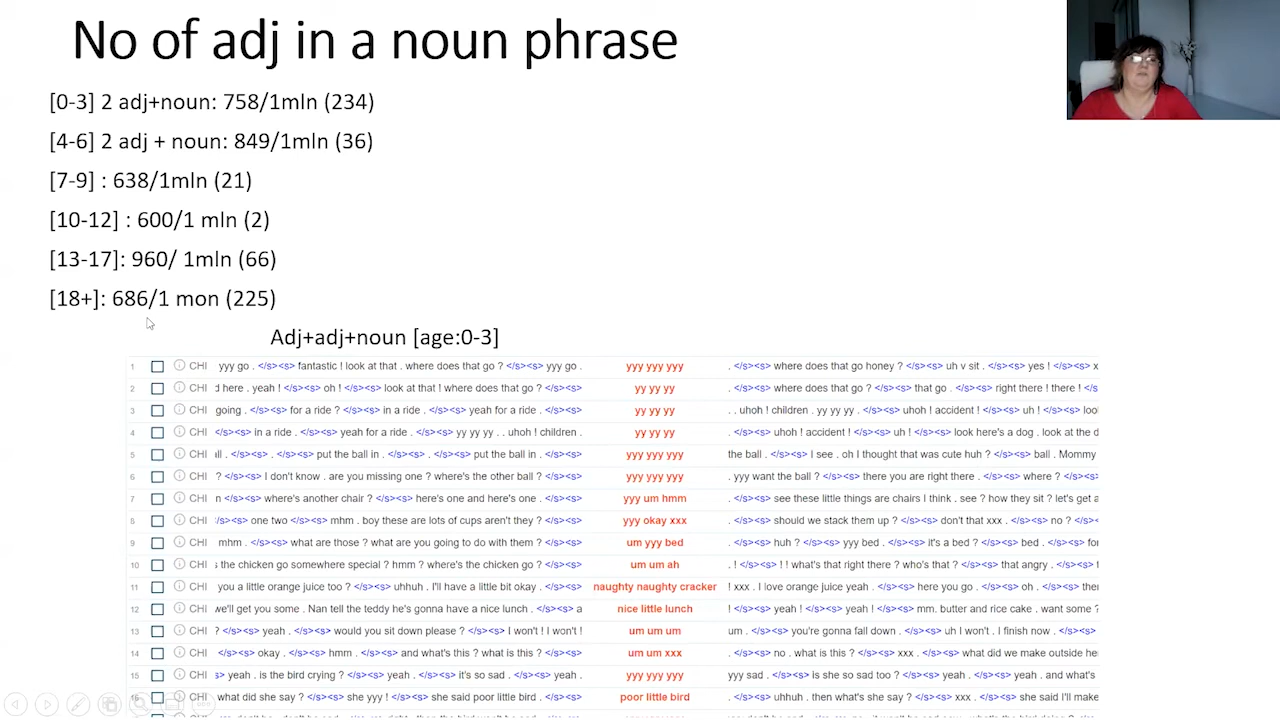 No of adj in a noun phrase
[0-3] 2 adj+noun: 758/1mln (234)
[4-6] 2 adj + noun: 849/1mln (36)
[7-9] : 638/1mln (21)
[10-12] : 600/1 mln (2)
[13-17]: 960/ 1mln (66)
[18+]: 686/1 mon (225)
Adj+adj+noun [age:0-3]
1 CHI yyy go . </s><s> fantastic ! look at that . where does that go ? </s><s> yyy go . yyy yyy yyy . </s><s> where does that go honey ? </s><s> uh v sit . </s><s> yes ! </s><s> x
2 CHI d here . yeah ! </s><s> oh ! </s><s> look at that ! where does that go ? </s><s> yy yy yy . </s><s> where does that go ? </s><s> that go . </s><s> right there ! there ! </s
3 CHI going . </s><s> for a ride ? </s><s> in a ride . </s><s> yeah for a ride . </s><s> yy yy yy . . uhoh ! children . yy yy yy . </s><s> uhoh ! accident ! </s><s> uh ! </s><s> loo
4 CHI </s><s> in a ride . </s><s> yeah for a ride . </s><s> yy yy yy . . uhoh ! children . yy yy yy . </s><s> uhoh ! accident ! </s><s> uh ! </s><s> look here's a dog . look at the d
5 CHI ll . </s><s> . </s><s> put the ball in . </s><s> . </s><s> put the ball in . </s><s> yyy yyy yyy the ball . </s><s> I see . oh I thought that was cute huh ? </s><s> ball . Mommy
6 CHI ? </s><s> I don't know . are you missing one ? where's the other ball ? </s><s> yyy yyy yyy . yyy want the ball ? </s><s> there you are right there . </s><s> where ? </s>
7 CHI n </s><s> where's another chair ? </s><s> here's one and here's one . </s><s> yyy um hmm . </s><s> see these little things are chairs I think . see ? how they sit ? let's get a
8 CHI </s><s> one two </s><s> mhm . boy these are lots of cups aren't they ? </s><s> yyy okay xxx . </s><s> should we stack them up ? </s><s> don't that xxx . </s><s> no ? </s>
9 CHI mhm . </s><s> what are those ? what are you going to do with them ? </s><s> um yyy bed . </s><s> huh ? </s><s> yyy bed . </s><s> it's a bed ? </s><s> bed . </s><s> for
10 CHI s the chicken go somewhere special ? hmm ? where's the chicken go ? </s><s> um um ah . ! </s><s> ! ! what's that right there ? who's that ? </s><s> that angry . </s><s>
11 CHI you a little orange juice too ? </s><s> uhhuh . I'll have a little bit okay . </s><s> naughty naughty cracker ! xxx . I love orange juice yeah . </s><s> here you go . </s><s> oh . </s><s> ther
12 CHI we'll get you some . Nan tell the teddy he's gonna have a nice lunch . </s><s> a nice little lunch ! </s><s> yeah ! </s><s> yeah ! </s><s> mm. butter and rice cake . want some ?
13 CHI ? </s><s> yeah . </s><s> would you sit down please ? </s><s> I won't ! I won't ! um um um um . </s><s> you're gonna fall down . </s><s> uh I won't . I finish now . </s><s>
14 CHI . </s><s> okay . </s><s> hmm . </s><s> and what's this ? what is this ? </s><s> um um xxx . </s><s> no . what is this ? </s><s> xxx . </s><s> what did we make outside he
15 CHI s> yeah . is the bird crying ? </s><s> yeah . </s><s> it's so sad . </s><s> yeah . yyy yyy yyy yyy sad . </s><s> is she so sad too ? </s><s> yeah . </s><s> yeah . and what's
CHI what did she say ? </s><s> she yyy ! </s><s> she said poor little bird . </s><s> poor little bird . </s><s> uhhuh . then what's she say ? </s><s> xxx . </s><s> she said I'll make